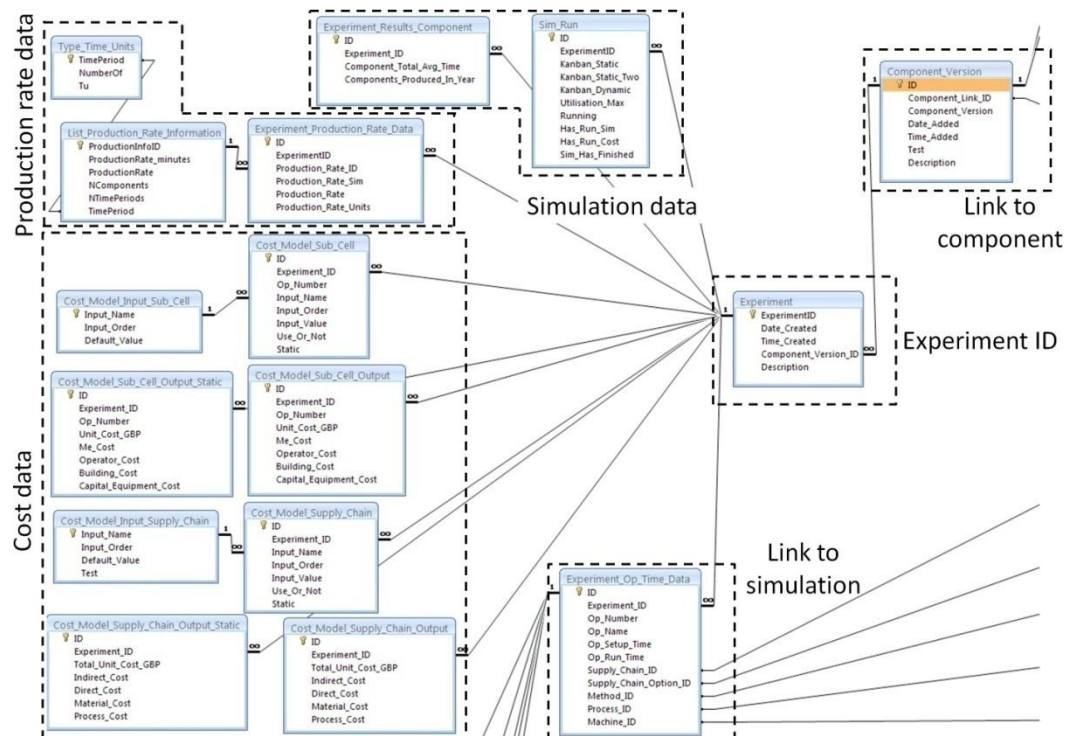 Production rate data
Type_Time_Units
TimePeriod
NumberOf
Tu
List_Production_Rate_Information
ProductionInfoID
ProductionRate_minutes
ProductionRate
NComponents
NTimePeriods
TimePeriod
1
∞
Experiment_Production_Rate_Data
ID
ExperimentID
Production_Rate_ID
Production_Rate_Sim
Production_Rate
Production_Rate_Units
∞
Experiment_Results_Component
ID
Experiment_ID
Component_Total_Avg_Time
Components_Produced_In_Year
∞
Sim_Run
ID
ExperimentID
Kanban_Static
Kanban_Static_Two
Kanban_Dynamic
Utilisation_Max
Running
Has_Run_Sim
Has_Run_Cost
Sim_Has_Finished
∞
Simulation data
1
Component_Version
1
ID
Component_Link_ID
Component_Version
Date_Added
Time_Added
Test
Description
Link to
component
Cost data
Cost_Model_Input_Sub_Cell
Input_Name
Input_Order
Default_Value
1
∞
Cost_Model_Sub_Cell
ID
Experiment_ID
Op_Number
Input_Name
Input_Order
Input_Value
Use_Or_Not
Static
∞
Cost_Model_Sub_Cell_Output_Static
ID
Experiment_ID
Op_Number
Unit_Cost_GBP
Me_Cost
Operator_Cost
Building_Cost
Capital_Equipment_Cost
∞
Cost_Model_Sub_Cell_Output
ID
Experiment_ID
Op_Number
Unit_Cost_GBP
Me_Cost
Operator_Cost
Building_Cost
Capital_Equipment_Cost
∞
Cost_Model_Input_Supply_Chain
Input_Name
Input_Order
Default_Value
Test
1
∞
Cost_Model_Supply_Chain
ID
Experiment_ID
Input_Name
Input_Order
Input_Value
Use_Or_Not
Static
∞
Cost_Model_Supply_Chain_Output_Static
ID
Experiment_ID
Total_Unit_Cost_GBP
Indirect_Cost
Direct_Cost
Material_Cost
Process_Cost
∞
Cost_Model_Supply_Chain_Output
ID
Experiment_ID
Total_Unit_Cost_GBP
Indirect_Cost
Direct_Cost
Material_Cost
Process_Cost
∞
1
Experiment
ExperimentID
Date_Created
Time_Created
Component_Version_ID
Description
∞
Experiment ID
Link to
simulation
1
Experiment_Op_Time_Data
ID
Experiment_ID
Op_Number
Op_Name
Op_Setup_Time
Op_Run_Time
Supply_Chain_ID
Supply_Chain_Option_ID
Method_ID
Process_ID
Machine_ID
∞